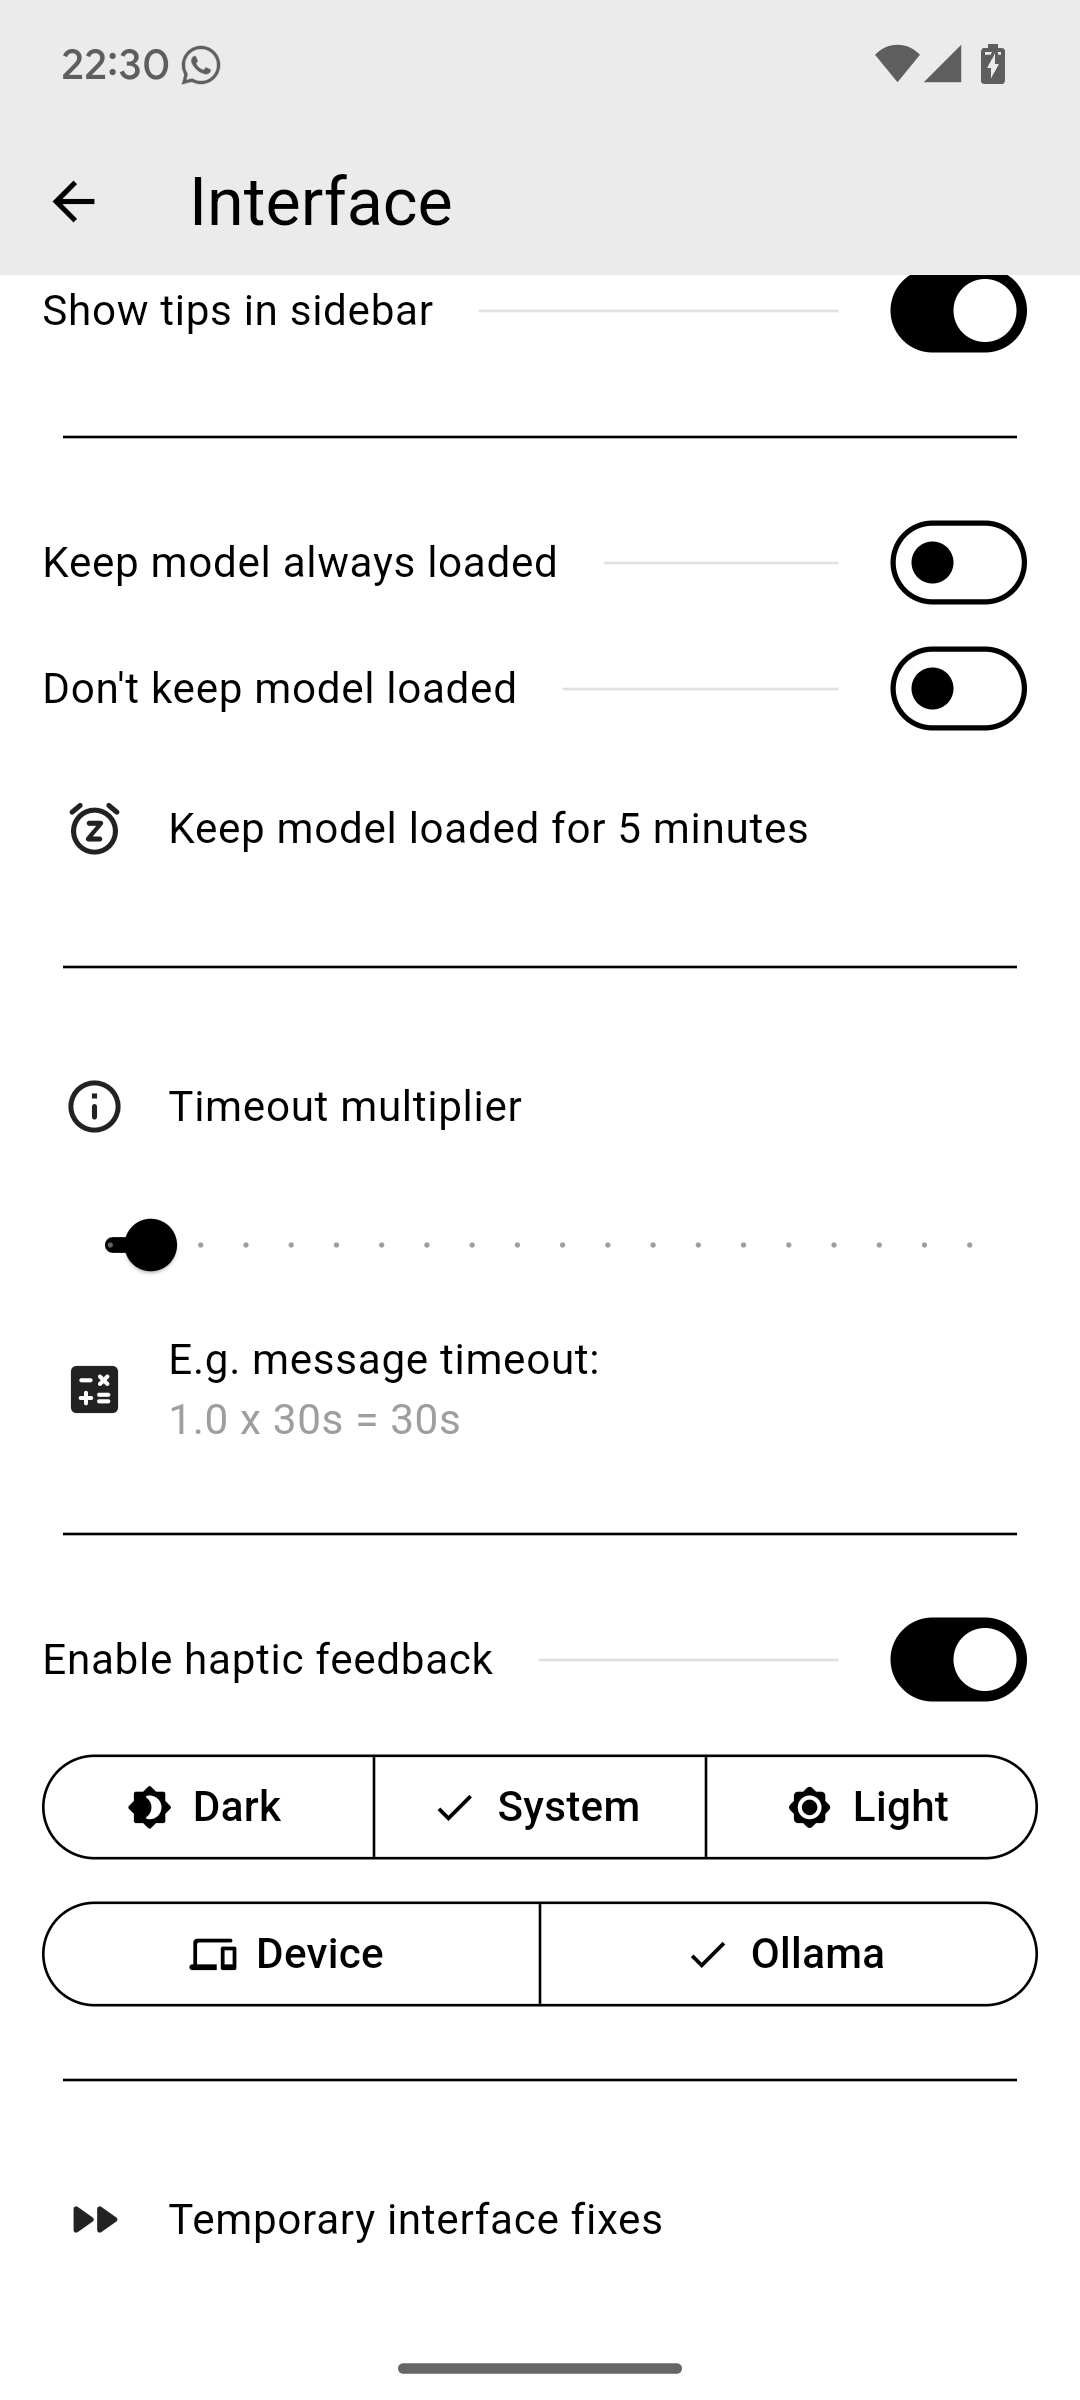 22:30
Interface
Show tips in sidebar
Keep model always loaded
Don't keep model loaded
Keep model loaded for 5 minutes
Timeout multiplier
E.g. message timeout:
1.0 x 30s = 30s
Enable haptic feedback
Dark System Light
Device Ollama
Temporary interface fixes